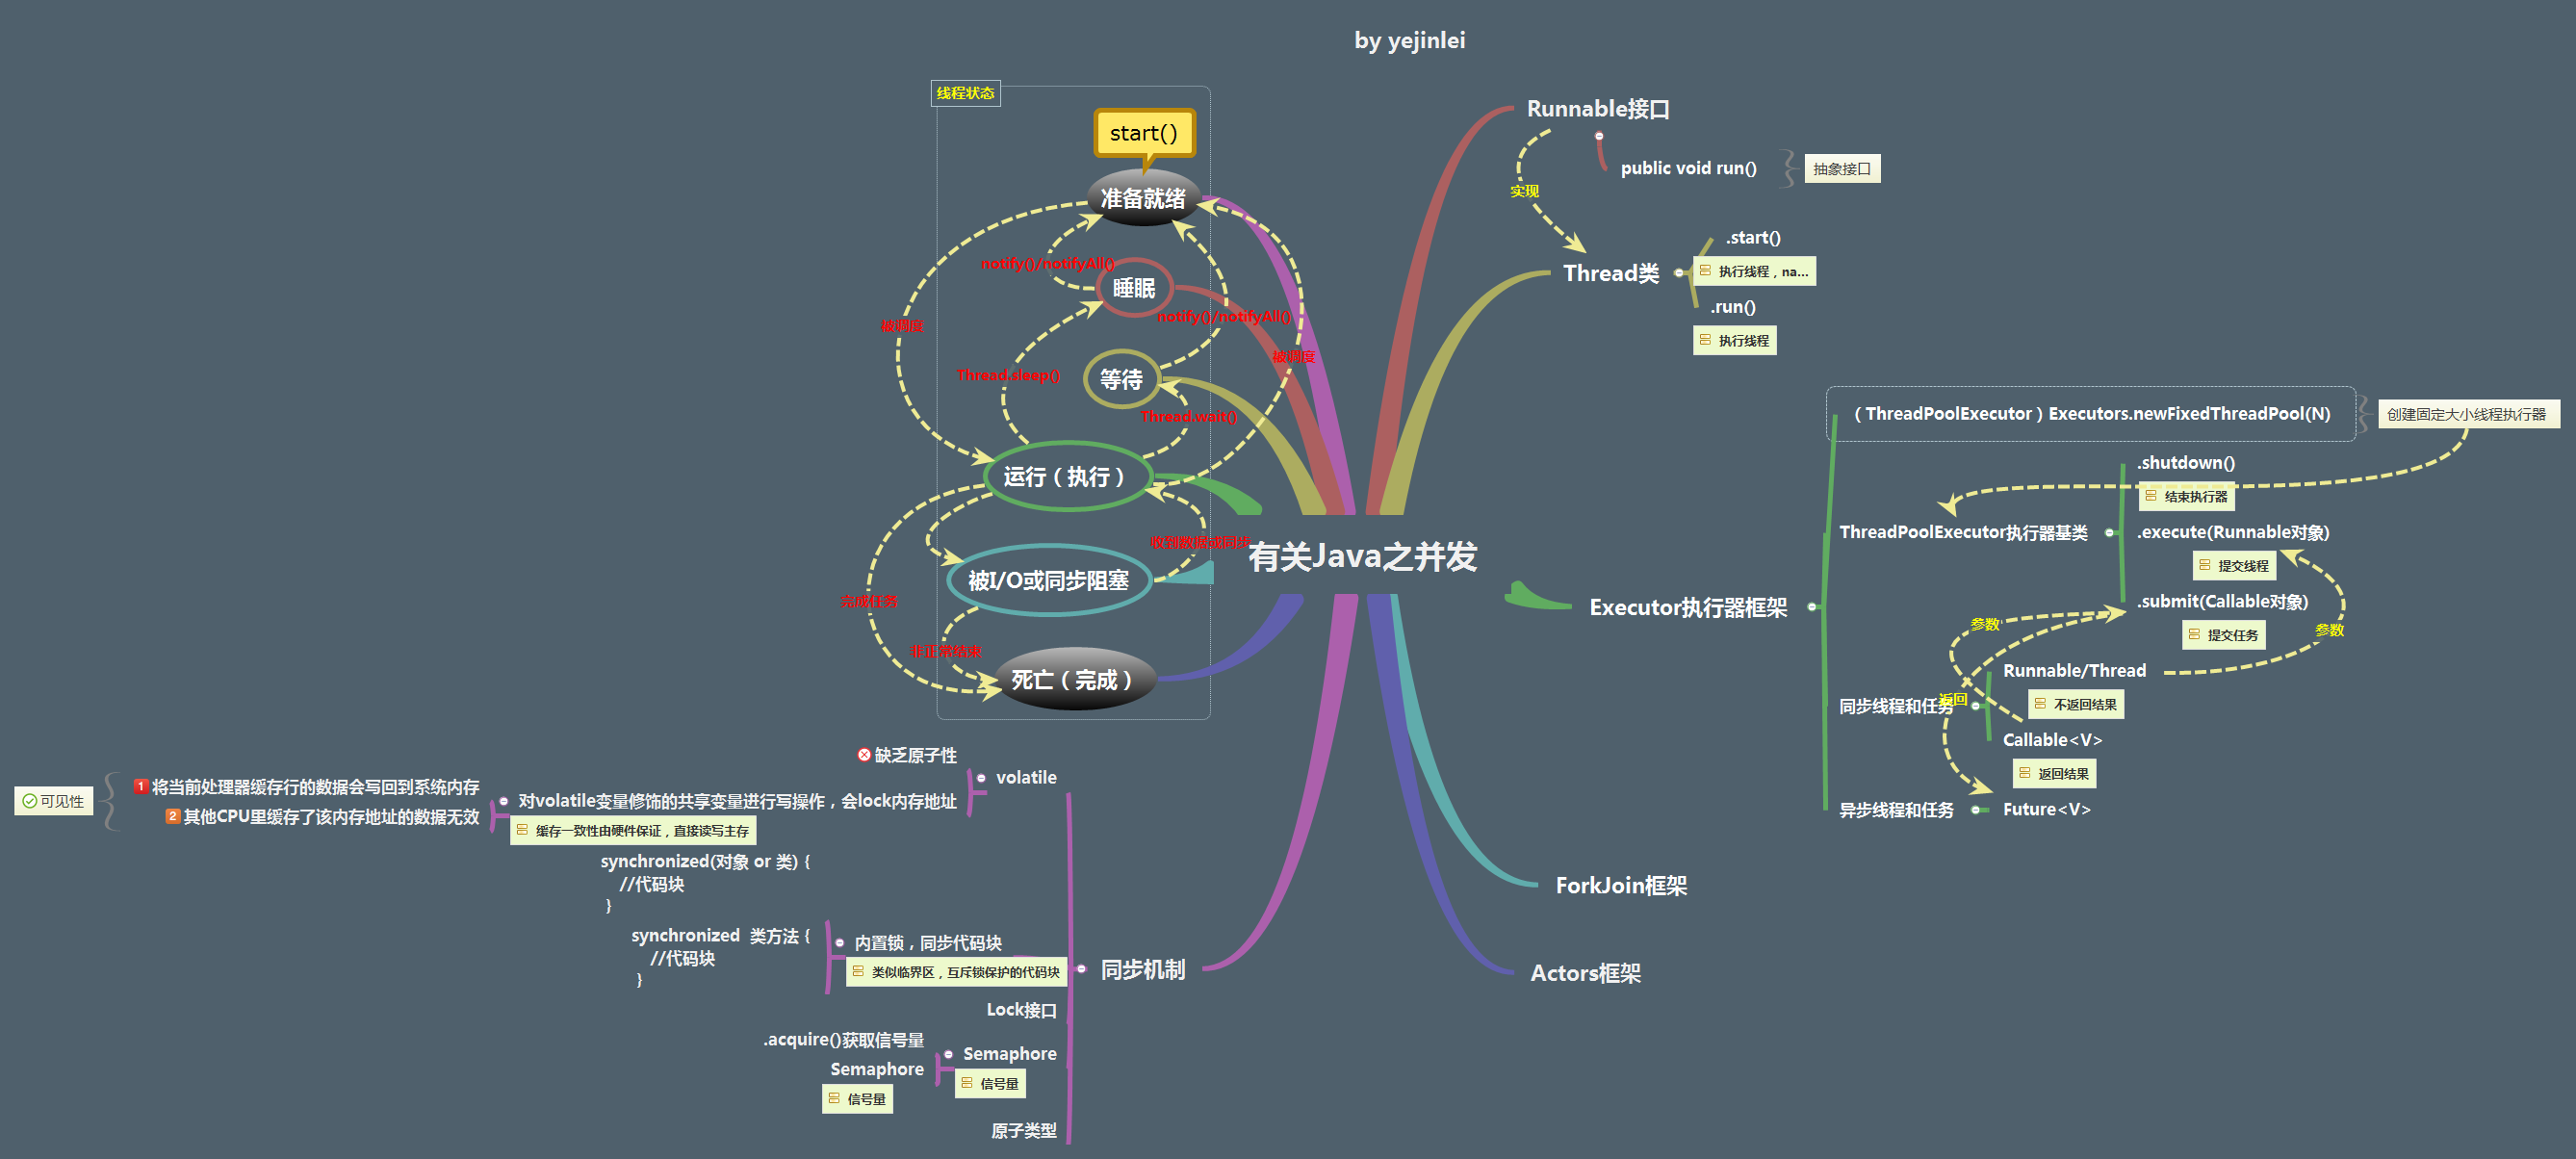 by yejinlei
线程状态
start()
准备就绪
notify()/notifyAll()
睡眠
notify()/notifyAll()
被调度
被调度
Thread.sleep()
等待
Thread.wait()
运行（执行）
收到数据或同步
被I/O或同步阻塞
完成任务
非正常结束
死亡（完成）
有关Java之并发
Runnable接口
public void run()
抽象接口
实现
Thread类
.start()
执行线程，na...
.run()
执行线程
（ThreadPoolExecutor）Executors.newFixedThreadPool(N)
创建固定大小线程执行器
.shutdown()
结束执行器
ThreadPoolExecutor执行器基类
.execute(Runnable对象)
提交线程
.submit(Callable对象)
提交任务
参数
参数
Executor执行器框架
Runnable/Thread
不返回结果
返回
同步线程和任务
Callable<V>
返回结果
异步线程和任务
Future<V>
ForkJoin框架
Actors框架
同步机制
volatile
缺乏原子性
对volatile变量修饰的共享变量进行写操作，会lock内存地址
缓存一致性由硬件保证，直接读写主存
1 将当前处理器缓存行的数据会写回到系统内存
2 其他CPU里缓存了该内存地址的数据无效
可见性
synchronized(对象 or 类) {
//代码块
}
synchronized 类方法 {
//代码块
}
内置锁，同步代码块
类似临界区，互斥锁保护的代码块
Lock接口
.acquire()获取信号量
Semaphore
Semaphore
信号量
信号量
原子类型